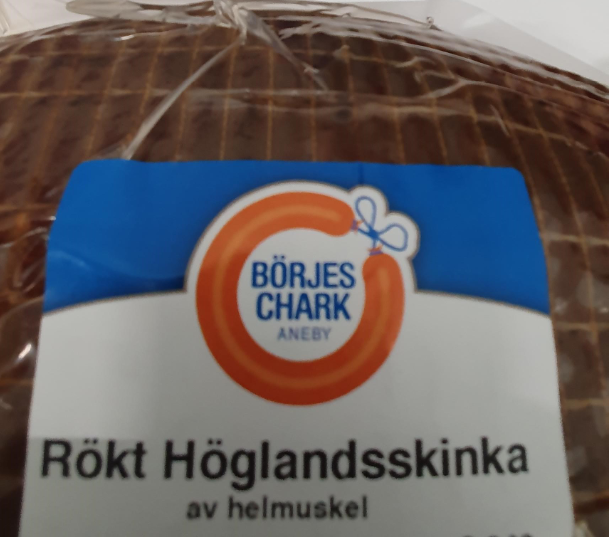 BÖRJES
CHARK
ANEBY
Rökt Höglandsskinka
av helmuskel